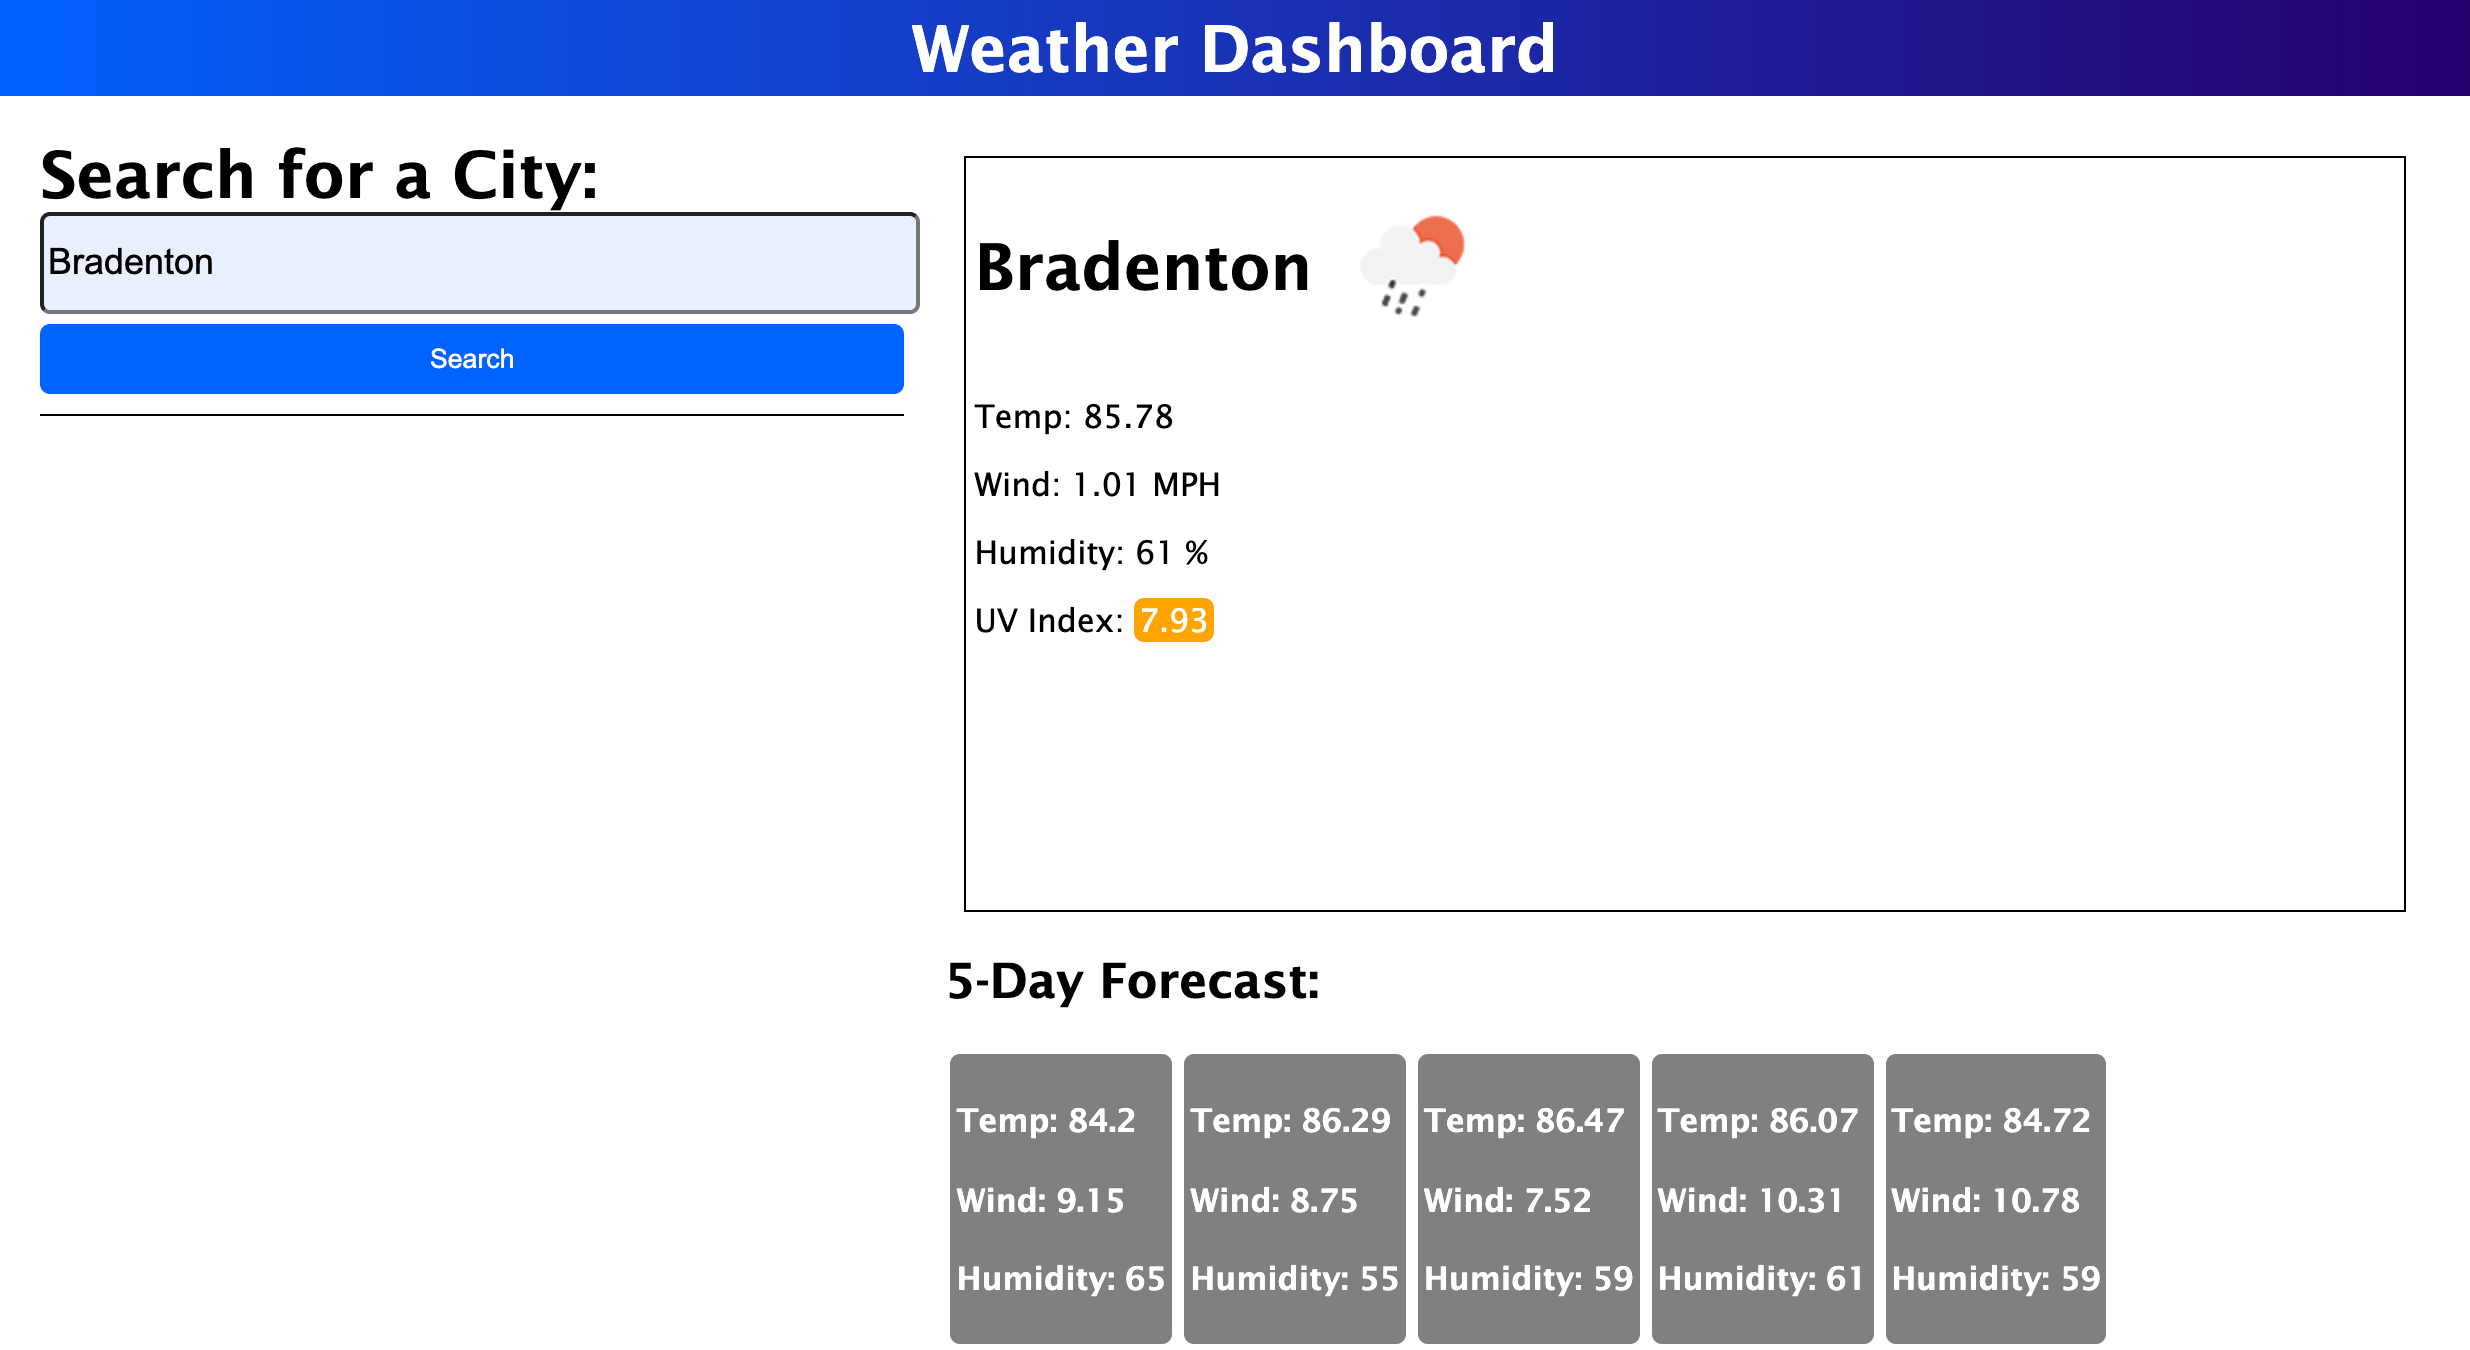 Weather Dashboard
Search for a City:
Bradenton
Search
Bradenton
Temp: 85.78
Wind: 1.01 MPH
Humidity: 61 %
UV Index: 7.93
5-Day Forecast:
Temp: 84.2
Wind: 9.15
Humidity: 65
Temp: 86.29
Wind: 8.75
Humidity: 55
Temp: 86.47
Wind: 7.52
Humidity: 59
Temp: 86.07
Wind: 10.31
Humidity: 61
Temp: 84.72
Wind: 10.78
Humidity: 59